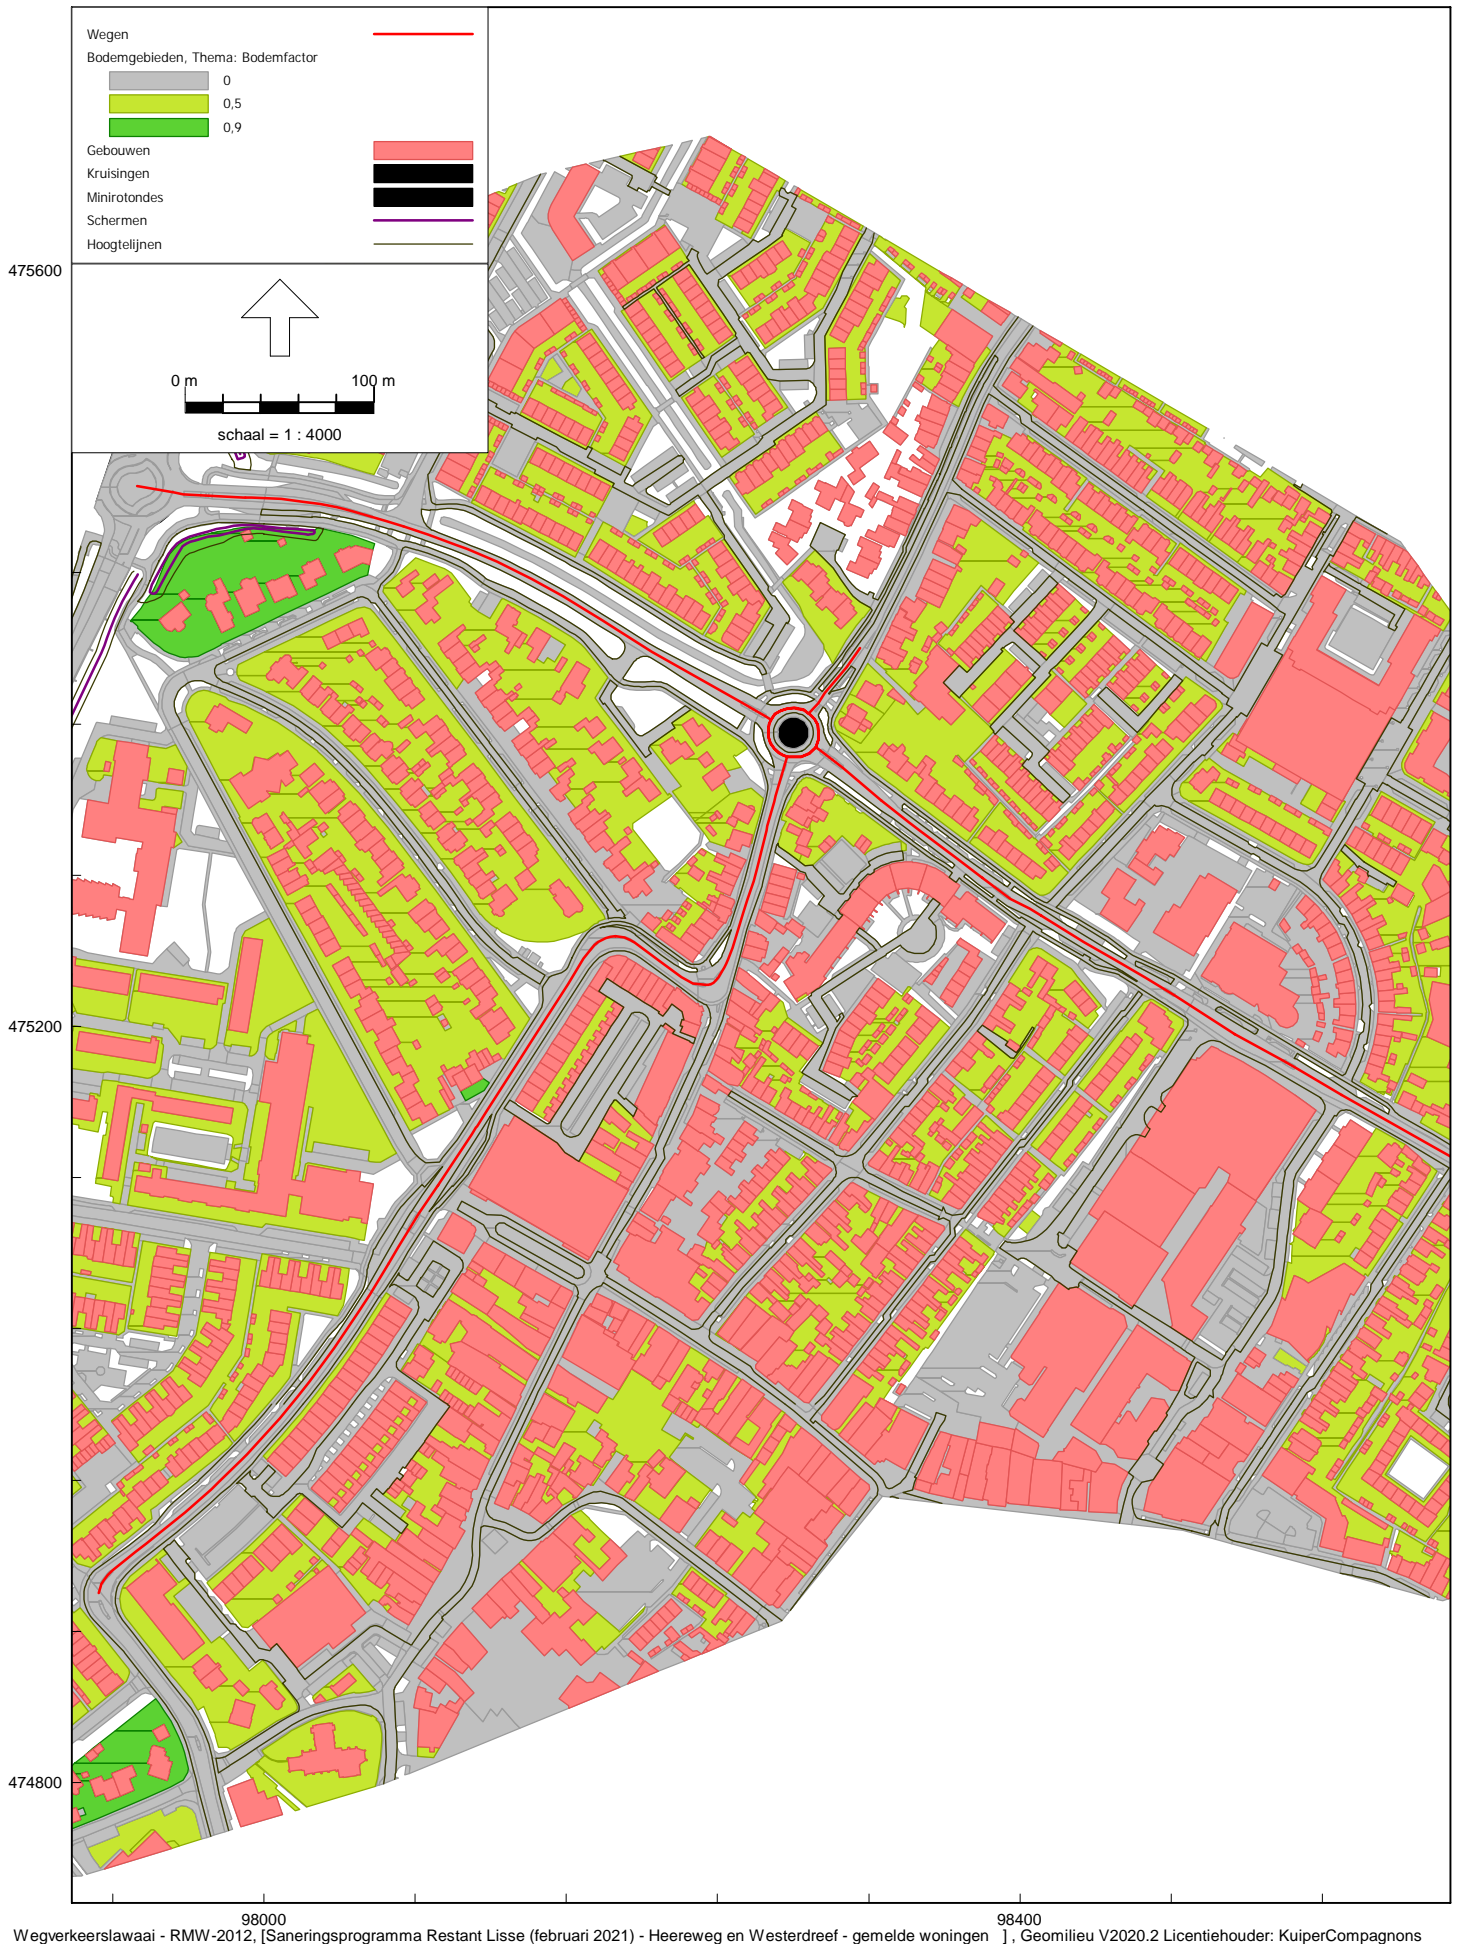 Wegen
Bodemgebieden, Thema: Bodemfactor
0
0,5
0,9
Gebouwen
Kruisingen
Minirotondes
Schermen
Hoogtelijnen
475600
0 m 100 m
schaal = 1 : 4000
475200
474800
98000 98400
Wegverkeerslawaai - RMW-2012, [Saneringsprogramma Restant Lisse (februari 2021) - Heereweg en Westerdreef - gemelde woningen ] , Geomilieu V2020.2 Licentiehouder: KuiperCompagnons